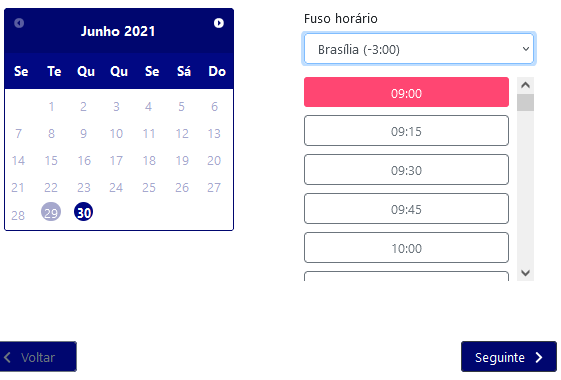 Junho 2021
Se Te Qu Qu Se Sá Do
1 2 3 4 5 6
7 8 9 10 11 12 13
14 15 16 17 18 19 20
21 22 23 24 25 26 27
28 29 30
Fuso horário
Brasília (-3:00)
09:00
09:15
09:30
09:45
10:00
Voltar
Seguinte